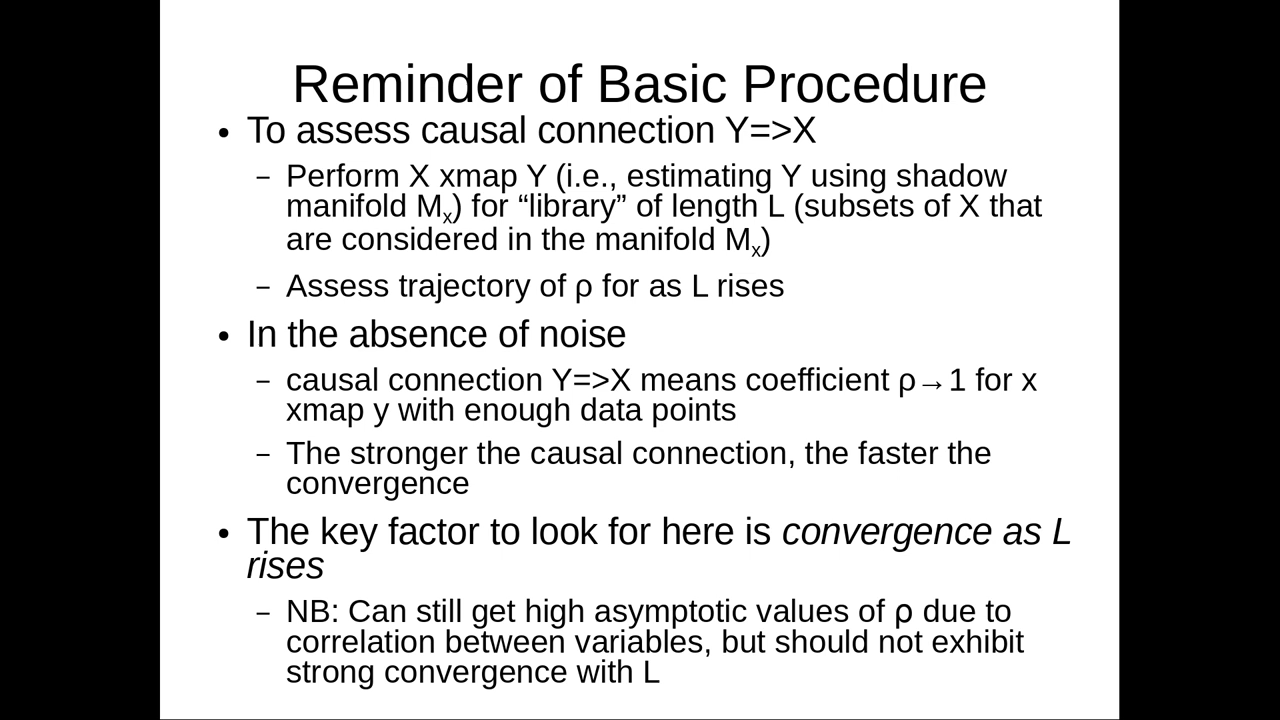 Reminder of Basic Procedure
• To assess causal connection Y=>X
– Perform X xmap Y (i.e., estimating Y using shadow
manifold Mx) for “library” of length L (subsets of X that
are considered in the manifold Mx)
– Assess trajectory of ρ for as L rises
• In the absence of noise
– causal connection Y=>X means coefficient ρ→1 for x
xmap y with enough data points
– The stronger the causal connection, the faster the
convergence
• The key factor to look for here is convergence as L
rises
– NB: Can still get high asymptotic values of ρ due to
correlation between variables, but should not exhibit
strong convergence with L